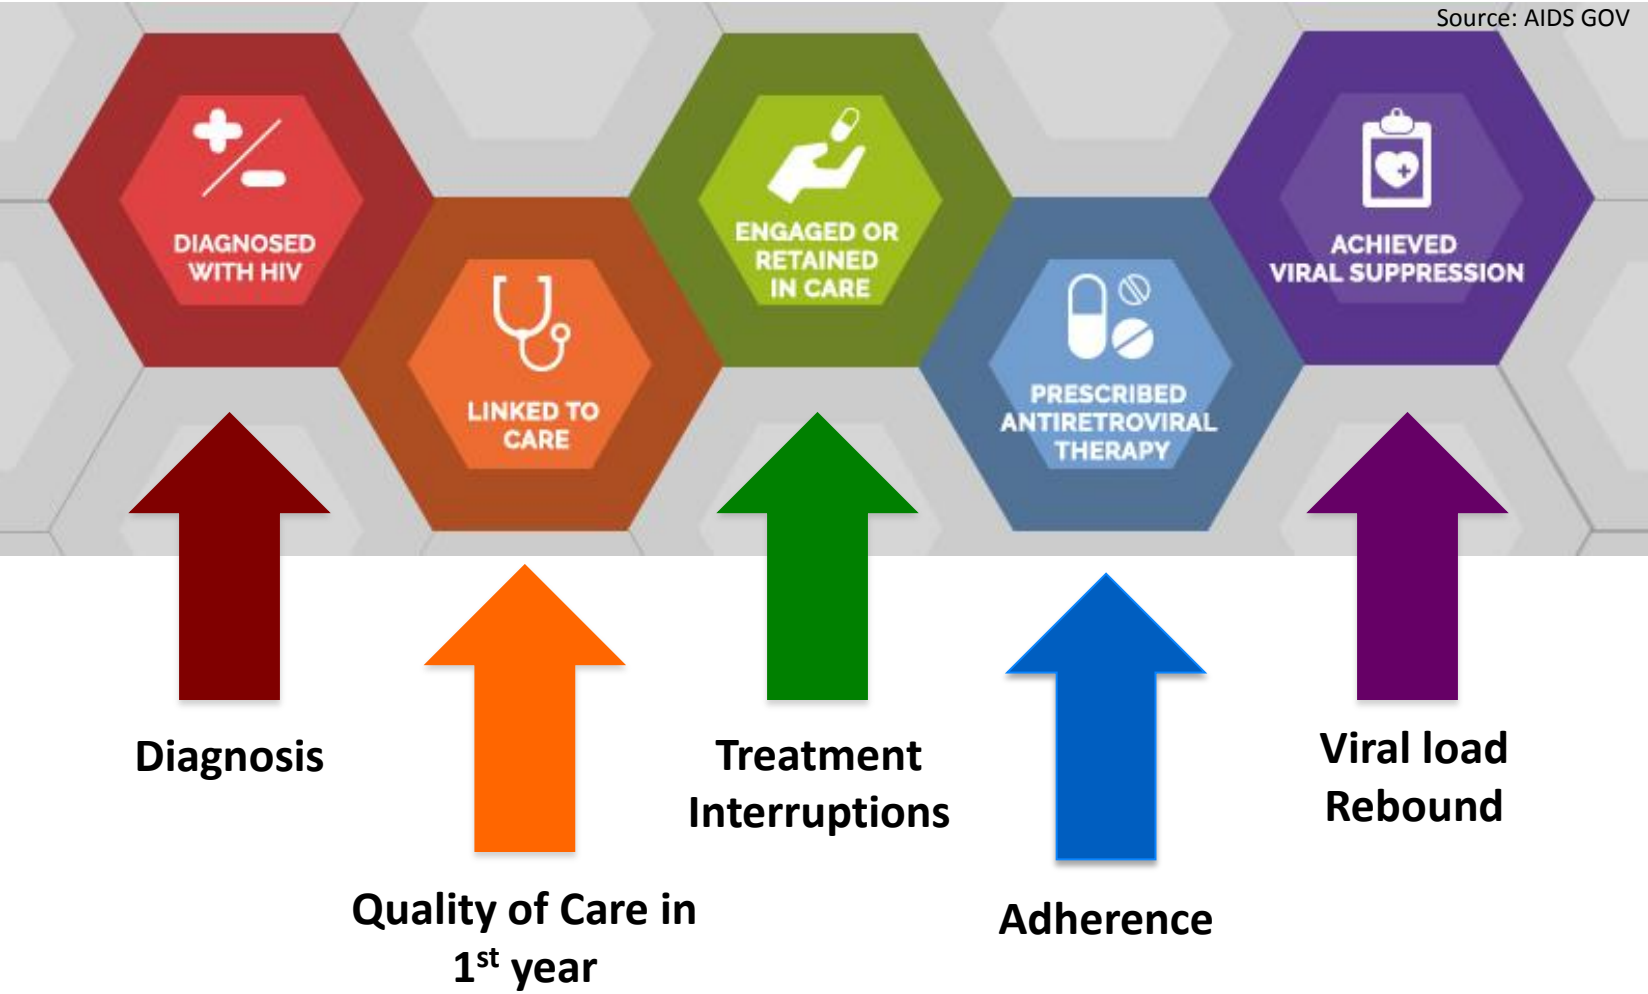 Source: AIDS GOV
DIAGNOSED
WITH HIV
LINKED TO
CARE
ENGAGED OR
RETAINED
IN CARE
PRESCRIBED
ANTIRETROVIRAL
THERAPY
ACHIEVED
VIRAL SUPPRESSION
Diagnosis
Quality of Care in
1st year
Treatment
Interruptions
Adherence
Viral load
Rebound